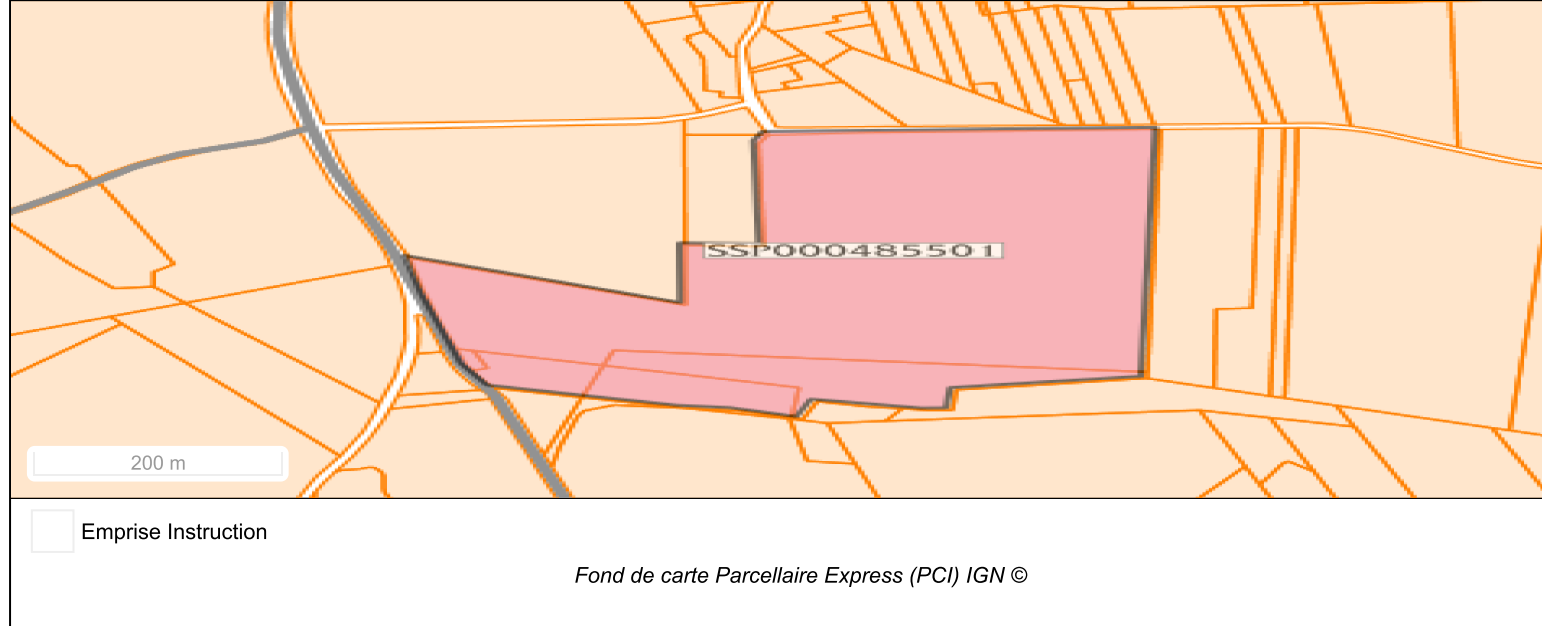 SSP000485501
200 m
Emprise Instruction
Fond de carte Parcellaire Express (PCI) IGN ©